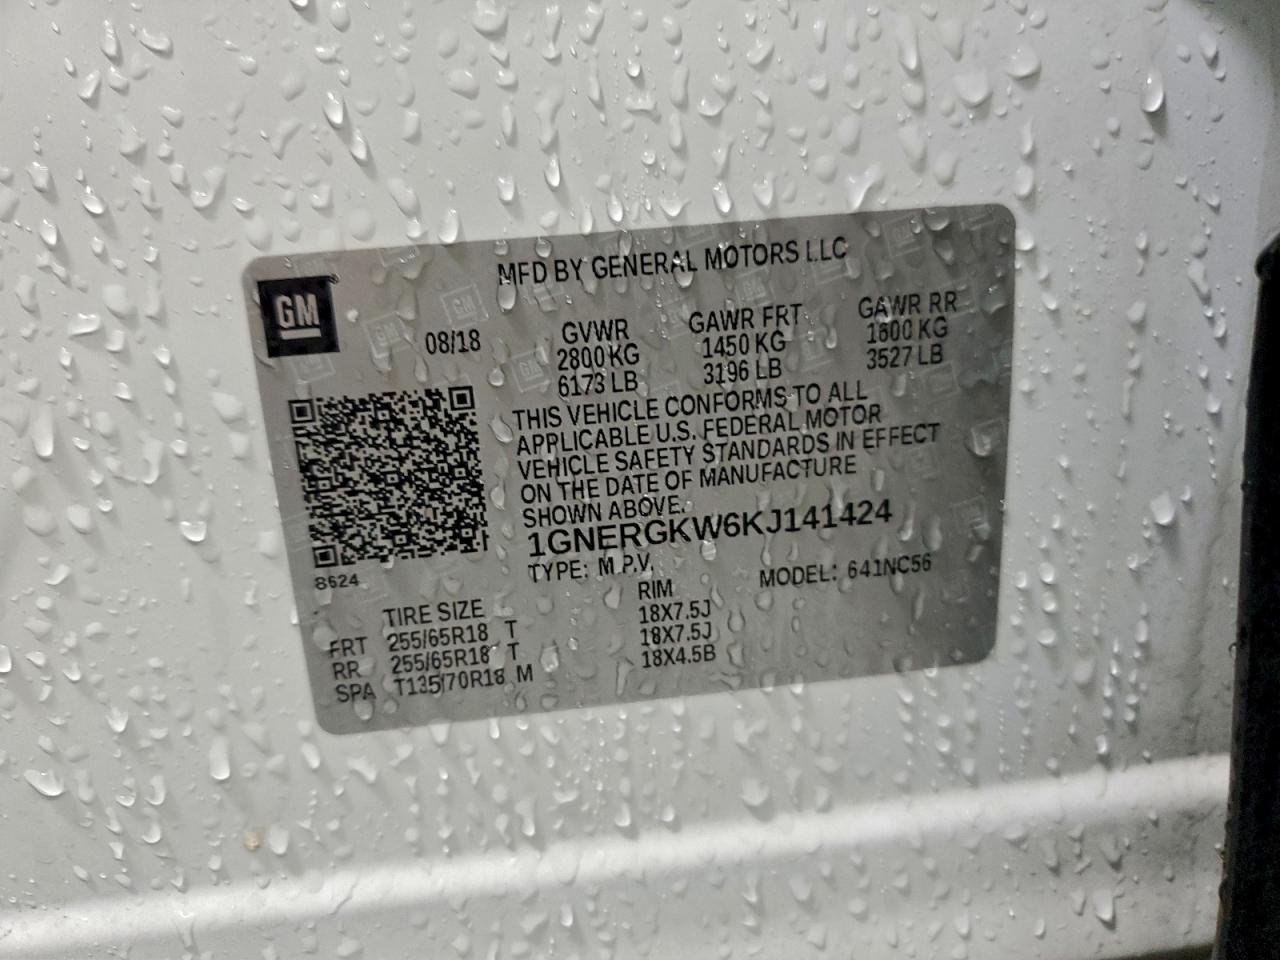 MFD BY GENERAL MOTORS LLC
GM
08/18
GVWR GAWR FRT GAWR RR
2800 KG 1450 KG 1600 KG
6173 LB 3196 LB 3527 LB
THIS VEHICLE CONFORMS TO ALL
APPLICABLE U.S. FEDERAL MOTOR
VEHICLE SAFETY STANDARDS IN EFFECT
ON THE DATE OF MANUFACTURE
SHOWN ABOVE.
1GNERGKW6KJ141424
TYPE: M.P.V. MODEL: 641NC56
8624
TIRE SIZE RIM
FRT 255/65R18 T 18X7.5J
RR 255/65R18 T 18X7.5J
SPA T135/70R18 M 18X4.5B